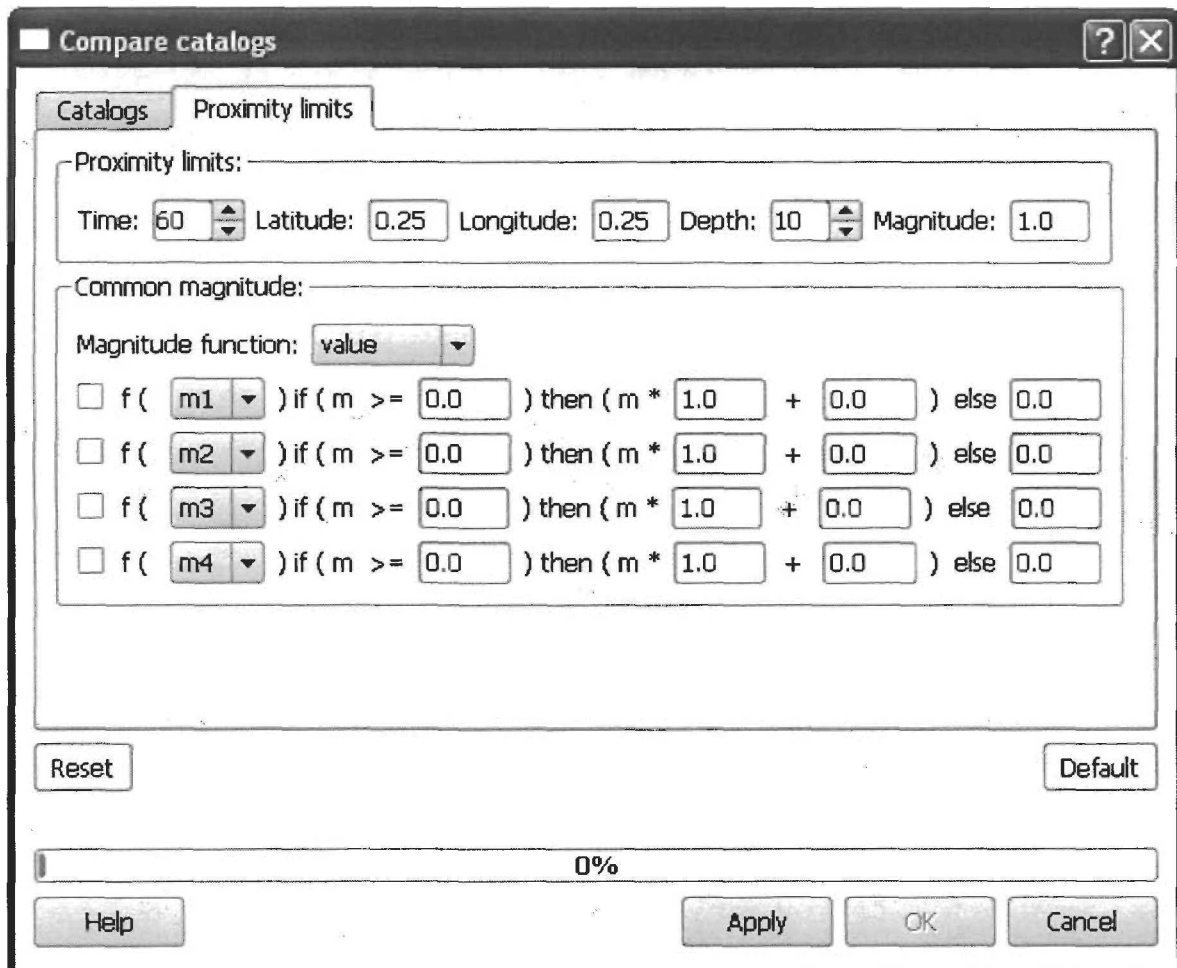 Compare catalogs ? X
Catalogs Proximity limits
Proximity limits:
Time: 60 Latitude: 0.25 Longitude: 0.25 Depth: 10 Magnitude: 1.0
Common magnitude:
Magnitude function: value
f ( m1 ) if ( m >= 0.0 ) then ( m * 1.0 + 0.0 ) else 0.0
f ( m2 ) if ( m >= 0.0 ) then ( m * 1.0 + 0.0 ) else 0.0
f ( m3 ) if ( m >= 0.0 ) then ( m * 1.0 + 0.0 ) else 0.0
f ( m4 ) if ( m >= 0.0 ) then ( m * 1.0 + 0.0 ) else 0.0
Reset Default
0%
Help Apply OK Cancel